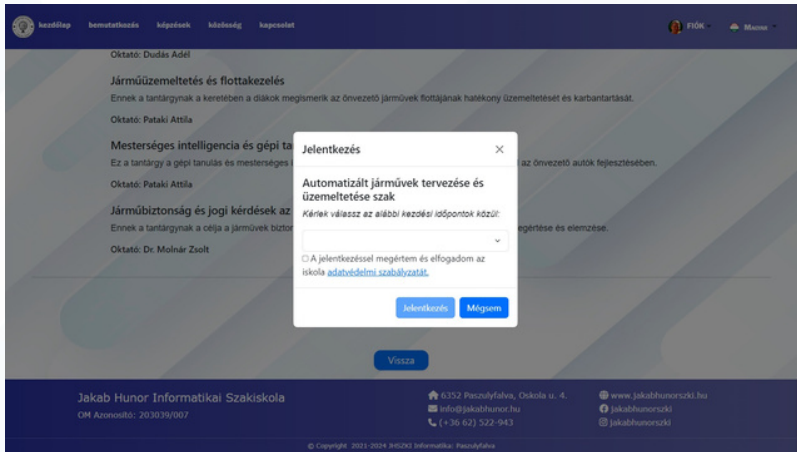 kezdőlap bemutatkozás képzések közösség kapcsolat FIÓK Magyar
Oktató: Dudás Adél
Járműüzemeltetés és flottakezelés
Ennek a tantárgynak a keretében a diákok megismerik az önvezető járművek flottájának hatékony üzemeltetését és karbantartását.
Oktató: Pataki Attila
Mesterséges intelligencia és gépi ta
Ez a tantárgy a gépi tanulás és mesterséges i
az önvezető autók fejlesztésében.
Oktató: Pataki Attila
Járműbiztonság és jogi kérdések az
Ennek a tantárgynak a célja a járművek bizton
egértése és elemzése.
Oktató: Dr. Molnár Zsolt
Jelentkezés
Automatizált járművek tervezése és
üzemeltetése szak
Kérlek válassz az alábbi kezdési időpontok közül:
A jelentkezéssel megértem és elfogadom az
iskola adatvédelmi szabályzatát.
Jelentkezés Mégsem
Vissza
Jakab Hunor Informatikai Szakiskola
OM Azonosító: 203039/007
6352 Paszulyfalva, Oskola u. 4.
info@jakabhunor.hu
(+36 62) 522-943
www.jakabhunorszki.hu
jakabhunorszki
jakabhunorszki
© Copyright 2021-2024 JHSZKI Informatika: Paszulyfalva